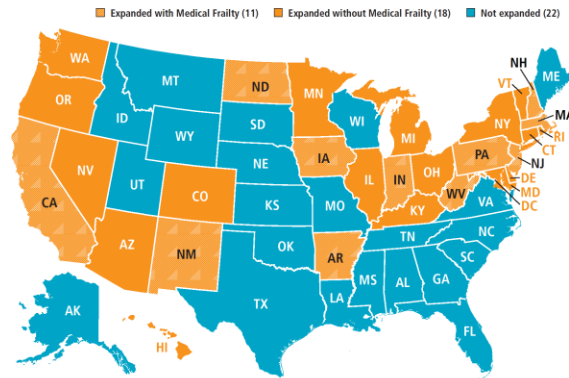 Expanded with Medical Frailty (11) Expanded without Medical Frailty (18) Not expanded (22)
WA
MT
ND
MN
VT
NH
ME
OR
ID
SD
WI
MI
NY
MA
RI
CT
WY
NE
IA
PA
NJ
NV
UT
CO
IL
IN
OH
WV
DE
MD
DC
CA
KS
MO
KY
VA
AZ
NM
OK
AR
TN
NC
SC
TX
LA
MS
AL
GA
FL
AK
HI